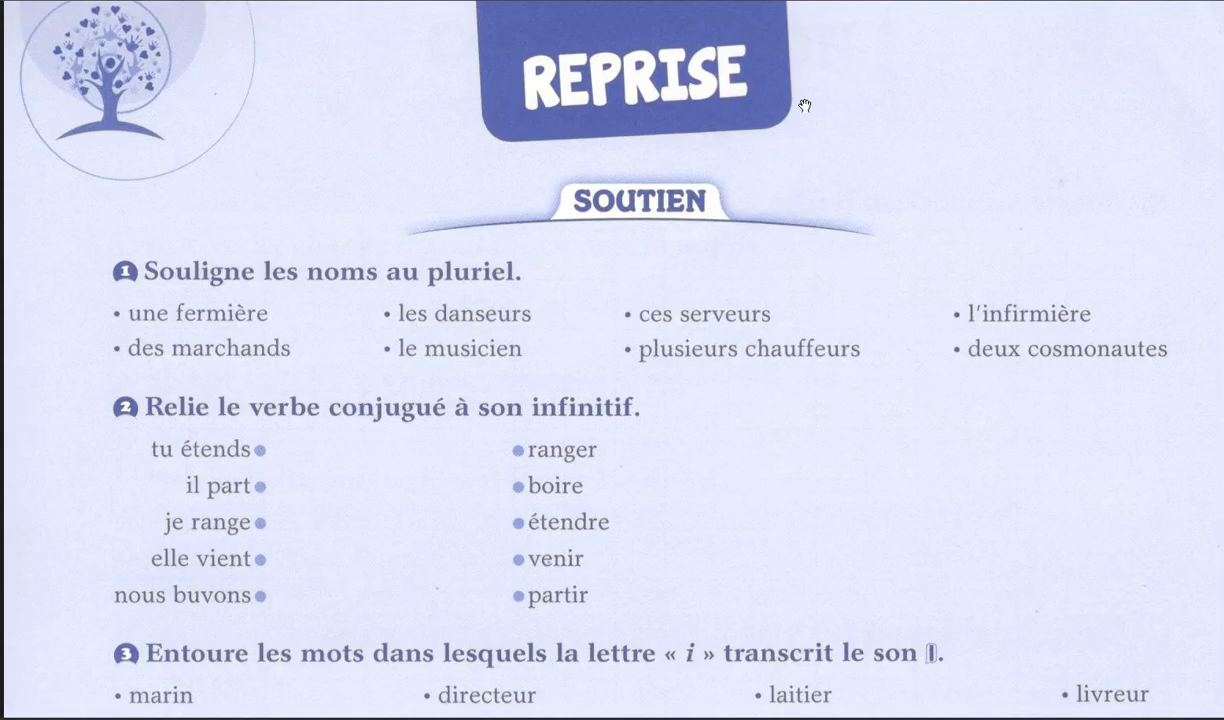 REPRISE
SOUTIEN
1 Souligne les noms au pluriel.
• une fermière • les danseurs • ces serveurs • l'infirmière
• des marchands • le musicien • plusieurs chauffeurs • deux cosmonautes
2 Relie le verbe conjugué à son infinitif.
tu étends • • ranger
il part • • boire
je range • • étendre
elle vient • • venir
nous buvons • • partir
3 Entoure les mots dans lesquels la lettre « i » transcrit le son
• marin • directeur • laitier • livreur